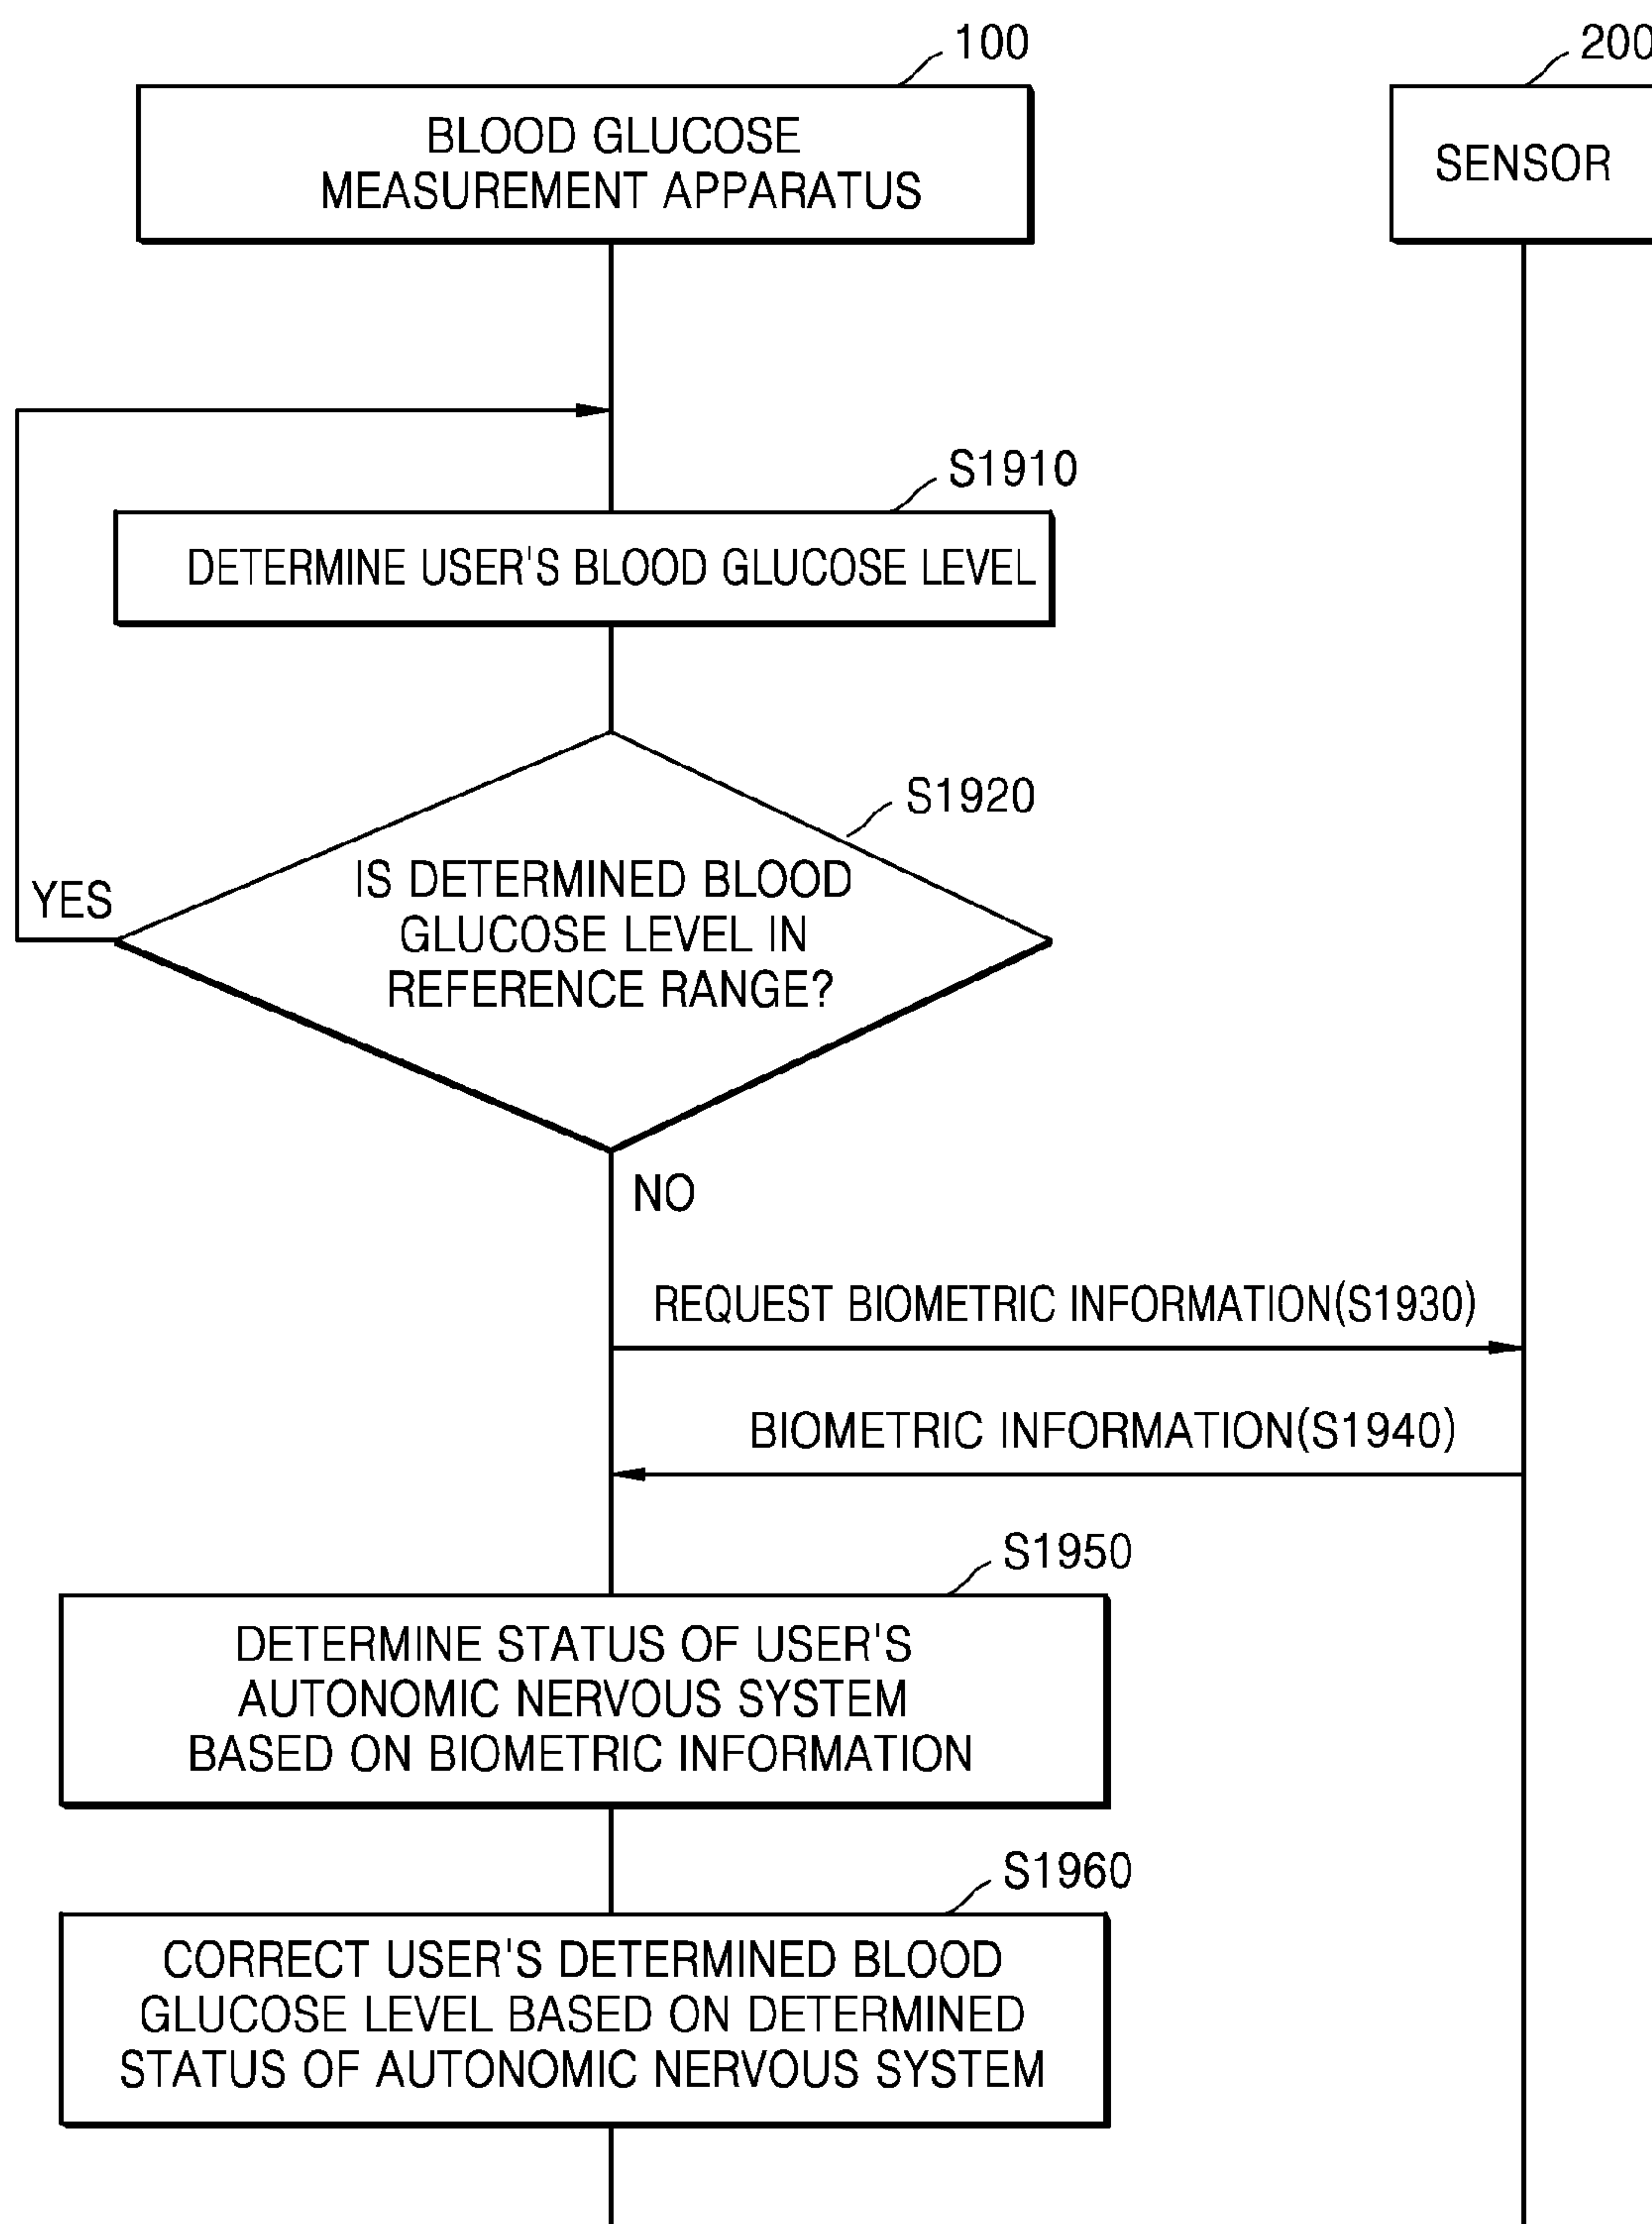 100
200
BLOOD GLUCOSE
MEASUREMENT APPARATUS
SENSOR
S1910
DETERMINE USER'S BLOOD GLUCOSE LEVEL
S1920
IS DETERMINED BLOOD
GLUCOSE LEVEL IN
REFERENCE RANGE?
YES
NO
REQUEST BIOMETRIC INFORMATION(S1930)
BIOMETRIC INFORMATION(S1940)
S1950
DETERMINE STATUS OF USER'S
AUTONOMIC NERVOUS SYSTEM
BASED ON BIOMETRIC INFORMATION
S1960
CORRECT USER'S DETERMINED BLOOD
GLUCOSE LEVEL BASED ON DETERMINED
STATUS OF AUTONOMIC NERVOUS SYSTEM